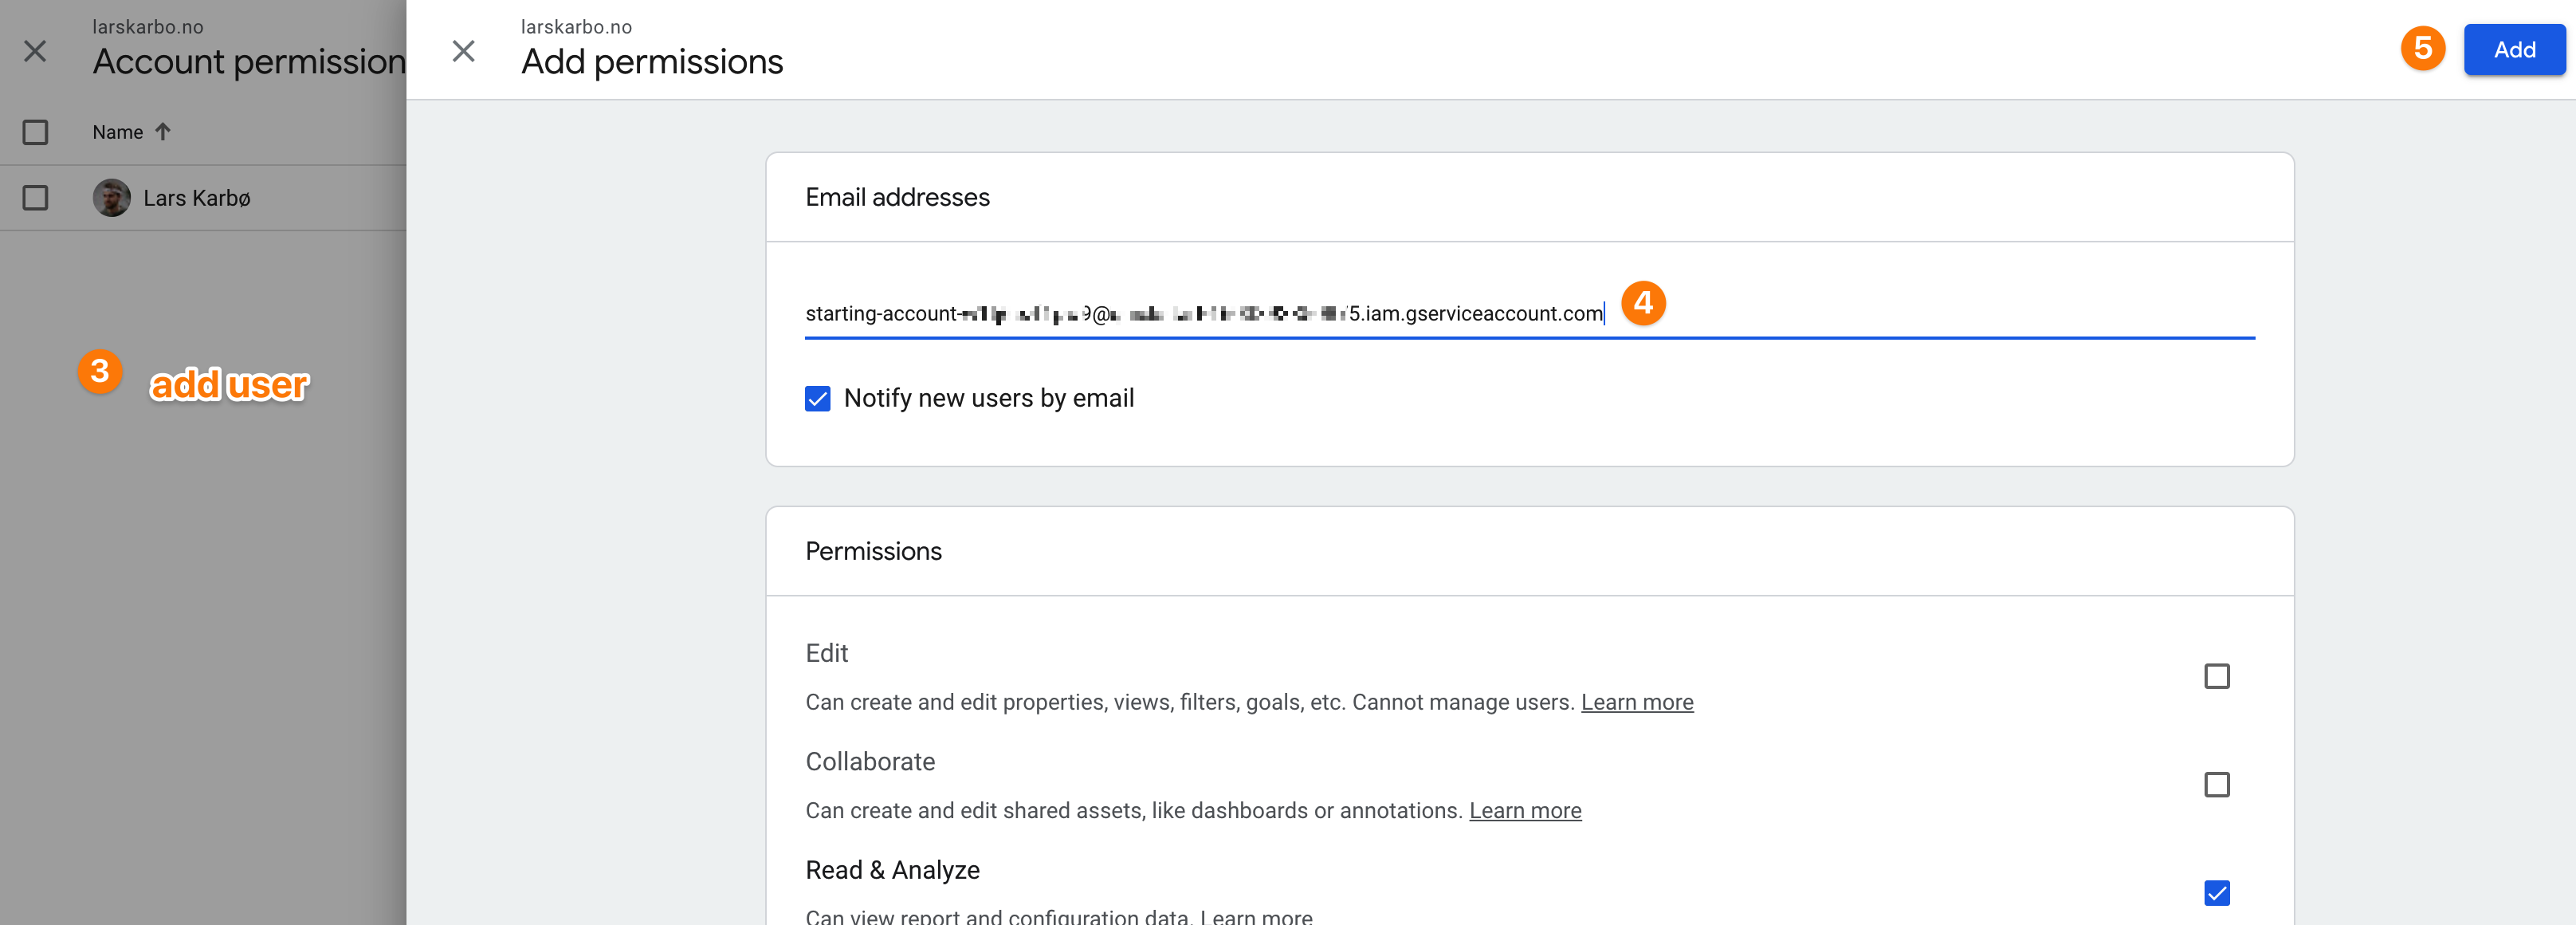 larskarbo.no
Account permission
Name
Lars Karbø
3 add user
larskarbo.no
Add permissions
5 Add
Email addresses
starting-account- 9@ 5.iam.gserviceaccount.com 4
Notify new users by email
Permissions
Edit
Can create and edit properties, views, filters, goals, etc. Cannot manage users. Learn more
Collaborate
Can create and edit shared assets, like dashboards or annotations. Learn more
Read & Analyze
Can view report and configuration data. Learn more